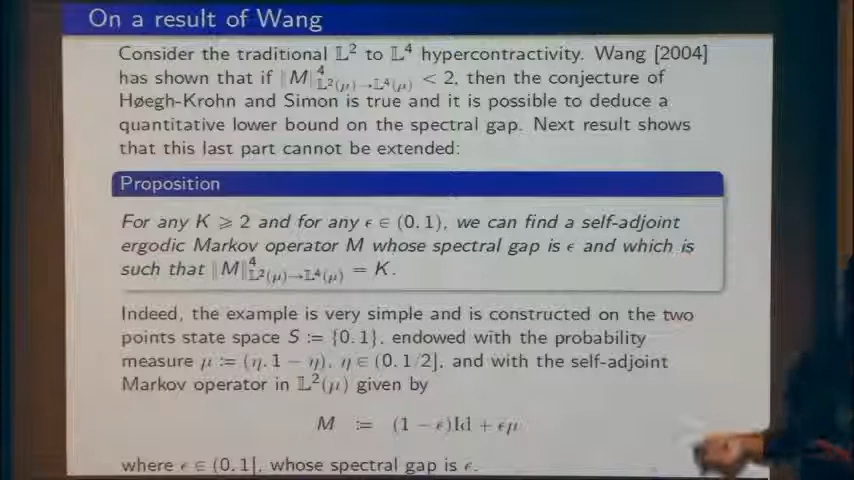 On a result of Wang
Consider the traditional 𝕃² to 𝕃⁴ hypercontractivity. Wang [2004]
has shown that if ‖M‖⁴_{𝕃²(μ)→𝕃⁴(μ)} < 2, then the conjecture of
Høegh-Krohn and Simon is true and it is possible to deduce a
quantitative lower bound on the spectral gap. Next result shows
that this last part cannot be extended:
Proposition
For any K ⩾ 2 and for any ϵ ∈ (0, 1), we can find a self-adjoint
ergodic Markov operator M whose spectral gap is ϵ and which is
such that ‖M‖⁴_{𝕃²(μ)→𝕃⁴(μ)} = K.
Indeed, the example is very simple and is constructed on the two
points state space S := {0, 1}, endowed with the probability
measure μ := (η, 1 − η), η ∈ (0, 1/2], and with the self-adjoint
Markov operator in 𝕃²(μ) given by
M := (1 − ϵ)Id + ϵμ
where ϵ ∈ (0, 1], whose spectral gap is ϵ.